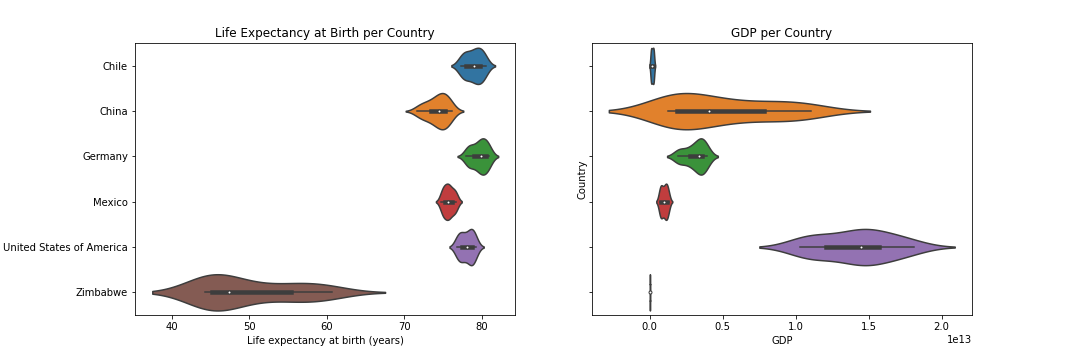 Life Expectancy at Birth per Country
Chile
China
Germany
Mexico
United States of America
Zimbabwe
40 50 60 70 80
Life expectancy at birth (years)
GDP per Country
Country
0.0 0.5 1.0 1.5 2.0
1e13
GDP